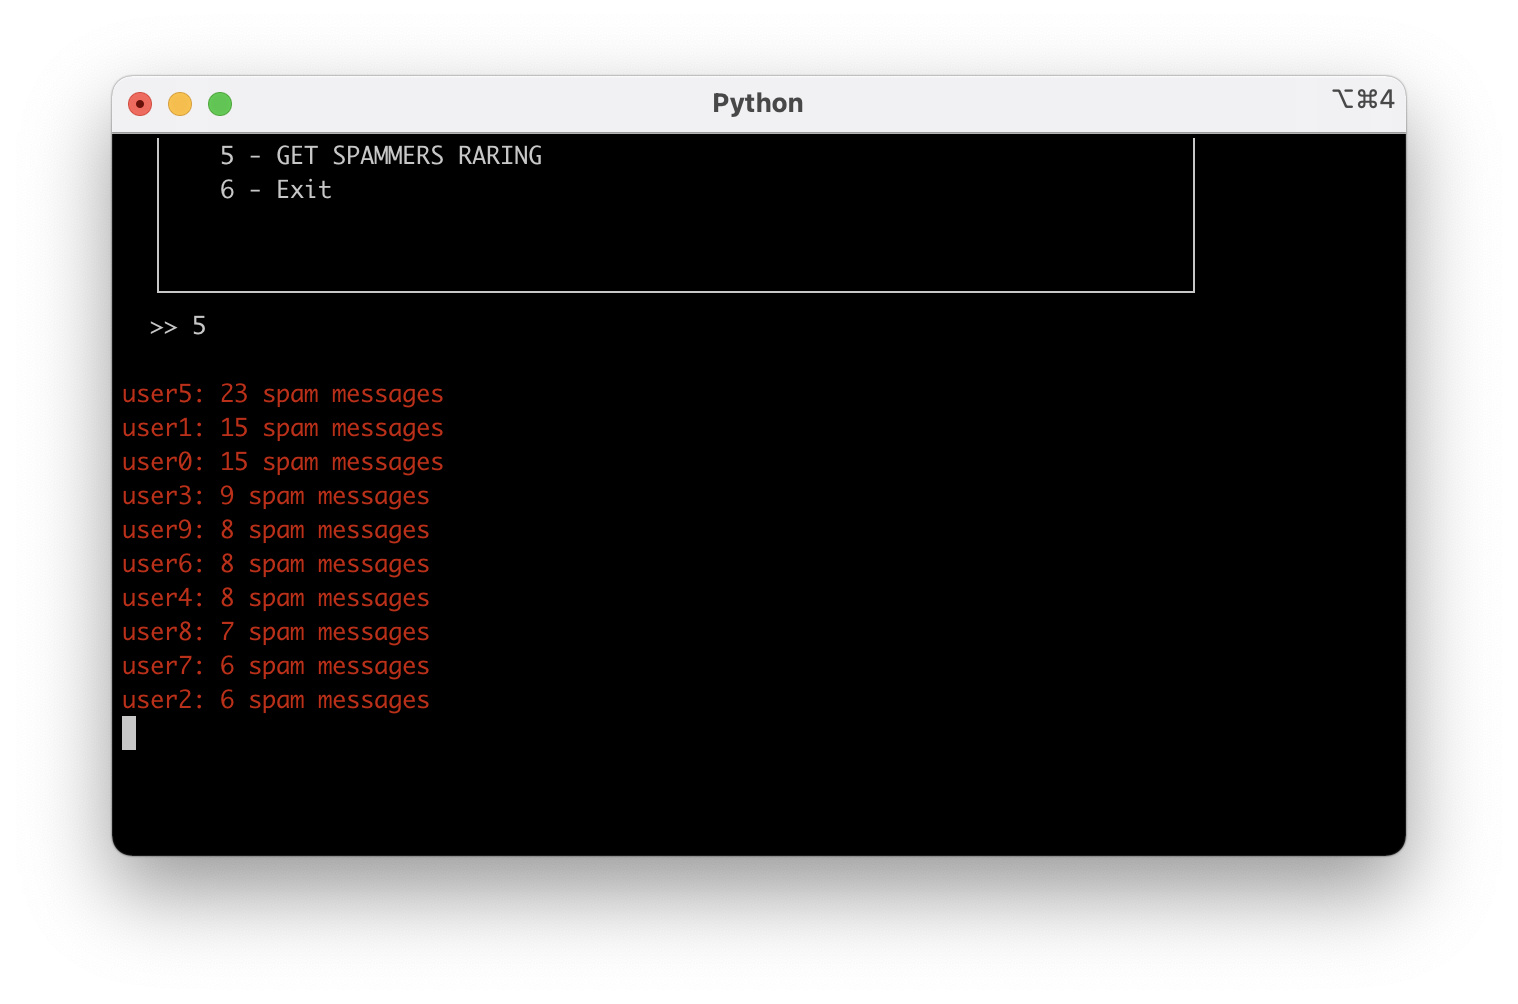 Python
⌥⌘4
5 - GET SPAMMERS RARING
6 - Exit
>> 5
user5: 23 spam messages
user1: 15 spam messages
user0: 15 spam messages
user3: 9 spam messages
user9: 8 spam messages
user6: 8 spam messages
user4: 8 spam messages
user8: 7 spam messages
user7: 6 spam messages
user2: 6 spam messages